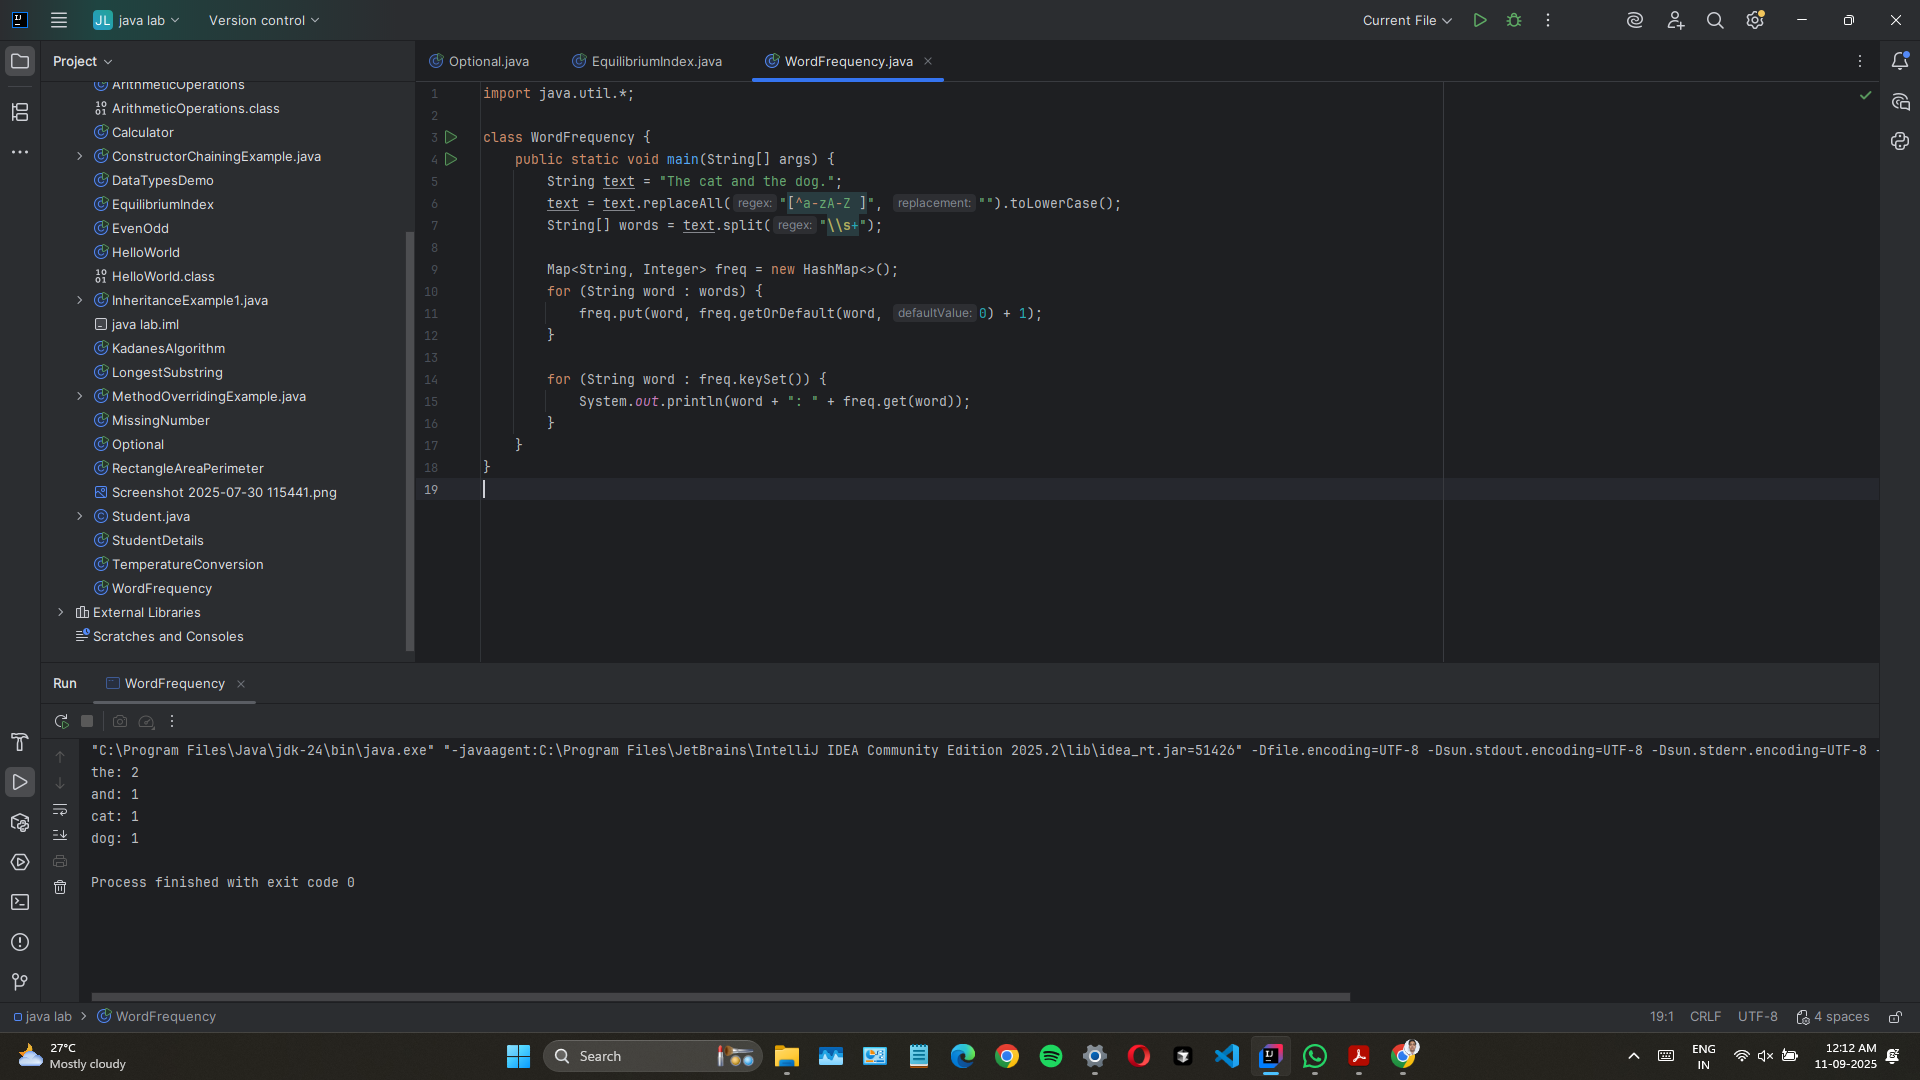 JL java lab Version control Current File
Project
Optional.java EquilibriumIndex.java WordFrequency.java
ArithmeticOperations
ArithmeticOperations.class
Calculator
ConstructorChainingExample.java
DataTypesDemo
EquilibriumIndex
EvenOdd
HelloWorld
HelloWorld.class
InheritanceExample1.java
java lab.iml
KadanesAlgorithm
LongestSubstring
MethodOverridingExample.java
MissingNumber
Optional
RectangleAreaPerimeter
Screenshot 2025-07-30 115441.png
Student.java
StudentDetails
TemperatureConversion
WordFrequency
External Libraries
Scratches and Consoles
1 import java.util.*;
2
3 class WordFrequency {
4 public static void main(String[] args) {
5 String text = "The cat and the dog.";
6 text = text.replaceAll( regex: "[^a-zA-Z ]", replacement: "").toLowerCase();
7 String[] words = text.split( regex: "\\s+");
8
9 Map<String, Integer> freq = new HashMap<>();
10 for (String word : words) {
11 freq.put(word, freq.getOrDefault(word, defaultValue: 0) + 1);
12 }
13
14 for (String word : freq.keySet()) {
15 System.out.println(word + ": " + freq.get(word));
16 }
17 }
18 }
19
Run WordFrequency
"C:\Program Files\Java\jdk-24\bin\java.exe" "-javaagent:C:\Program Files\JetBrains\IntelliJ IDEA Community Edition 2025.2\lib\idea_rt.jar=51426" -Dfile.encoding=UTF-8 -Dsun.stdout.encoding=UTF-8 -Dsun.stderr.encoding=UTF-8 -
the: 2
and: 1
cat: 1
dog: 1
Process finished with exit code 0
java lab WordFrequency 19:1 CRLF UTF-8 4 spaces
27°C
Mostly cloudy
Search
ENG
IN
12:12 AM
11-09-2025